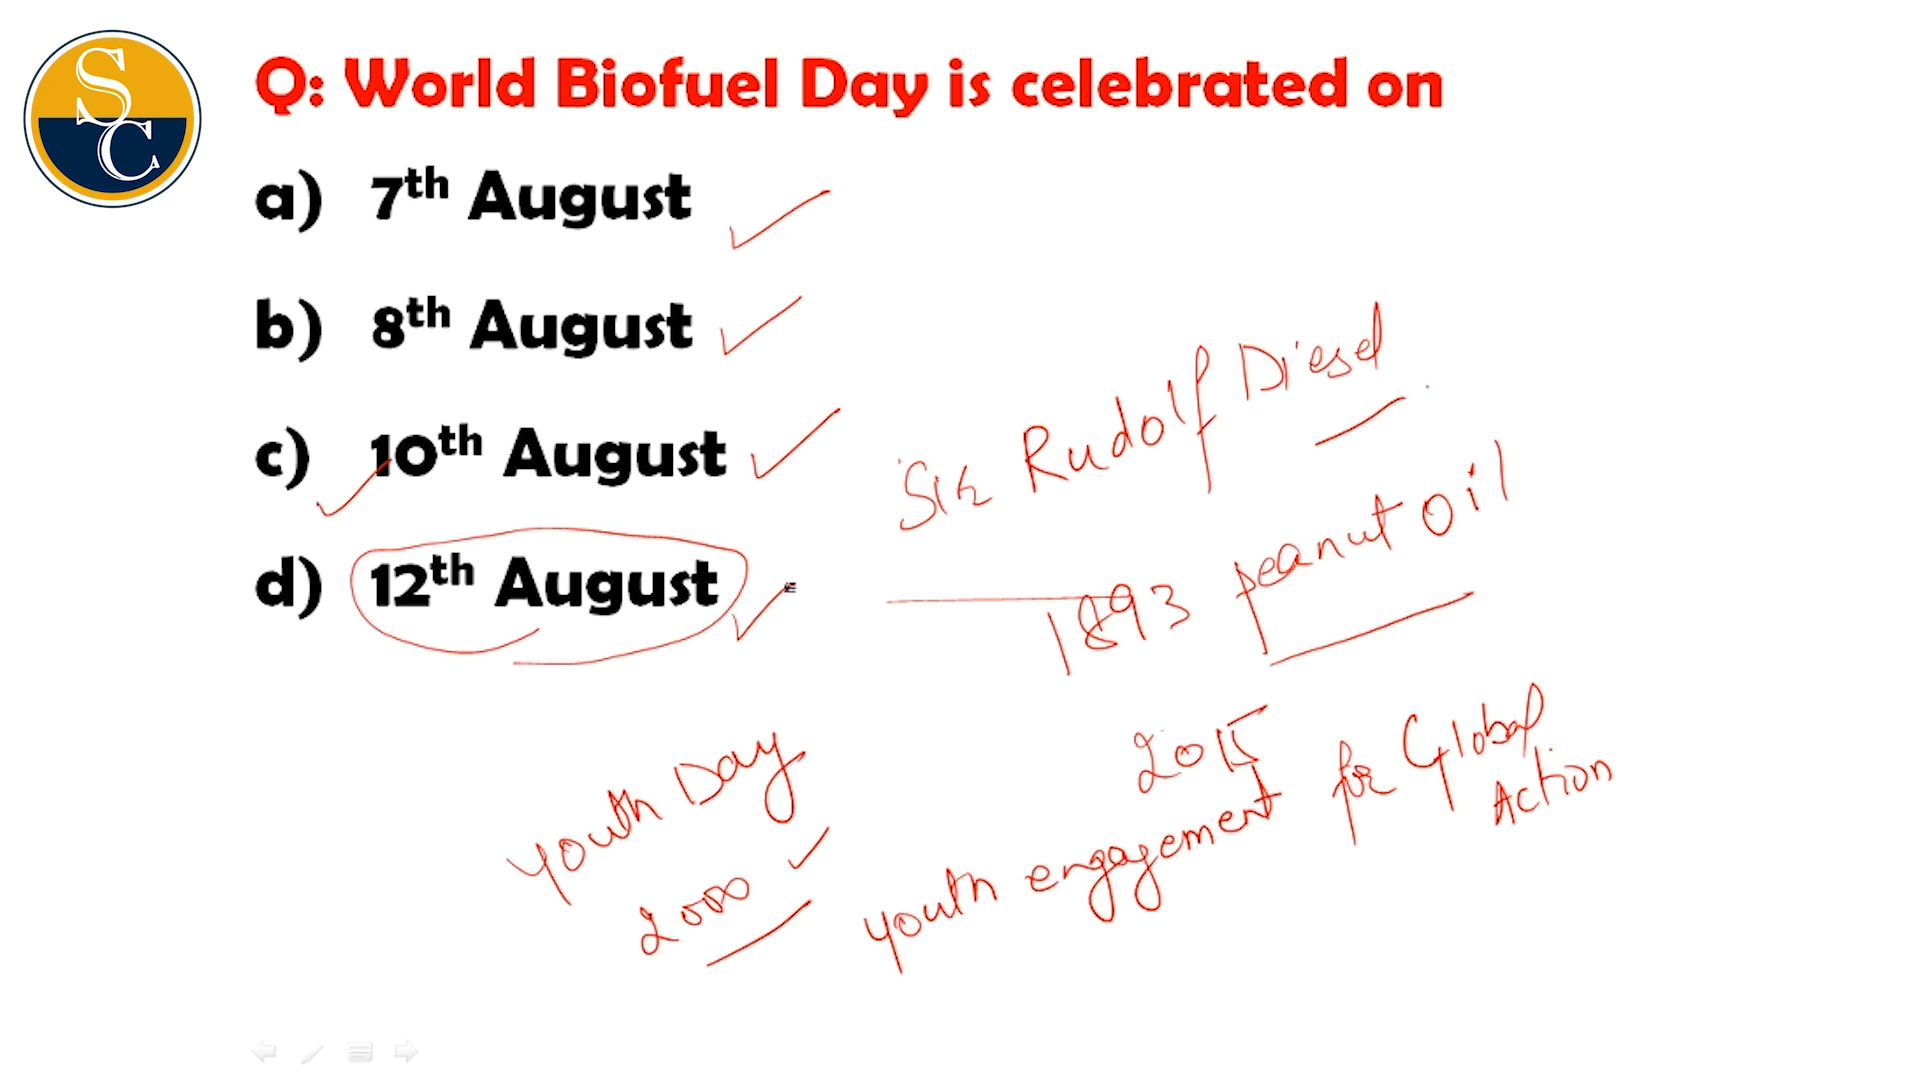 SC
Q: World Biofuel Day is celebrated on
a) 7th August
b) 8th August
c) 10th August
d) 12th August
Sir Rudolf Diesel
1893 peanut oil
2015
Youth Day
2000
youth engagement for Global
Action